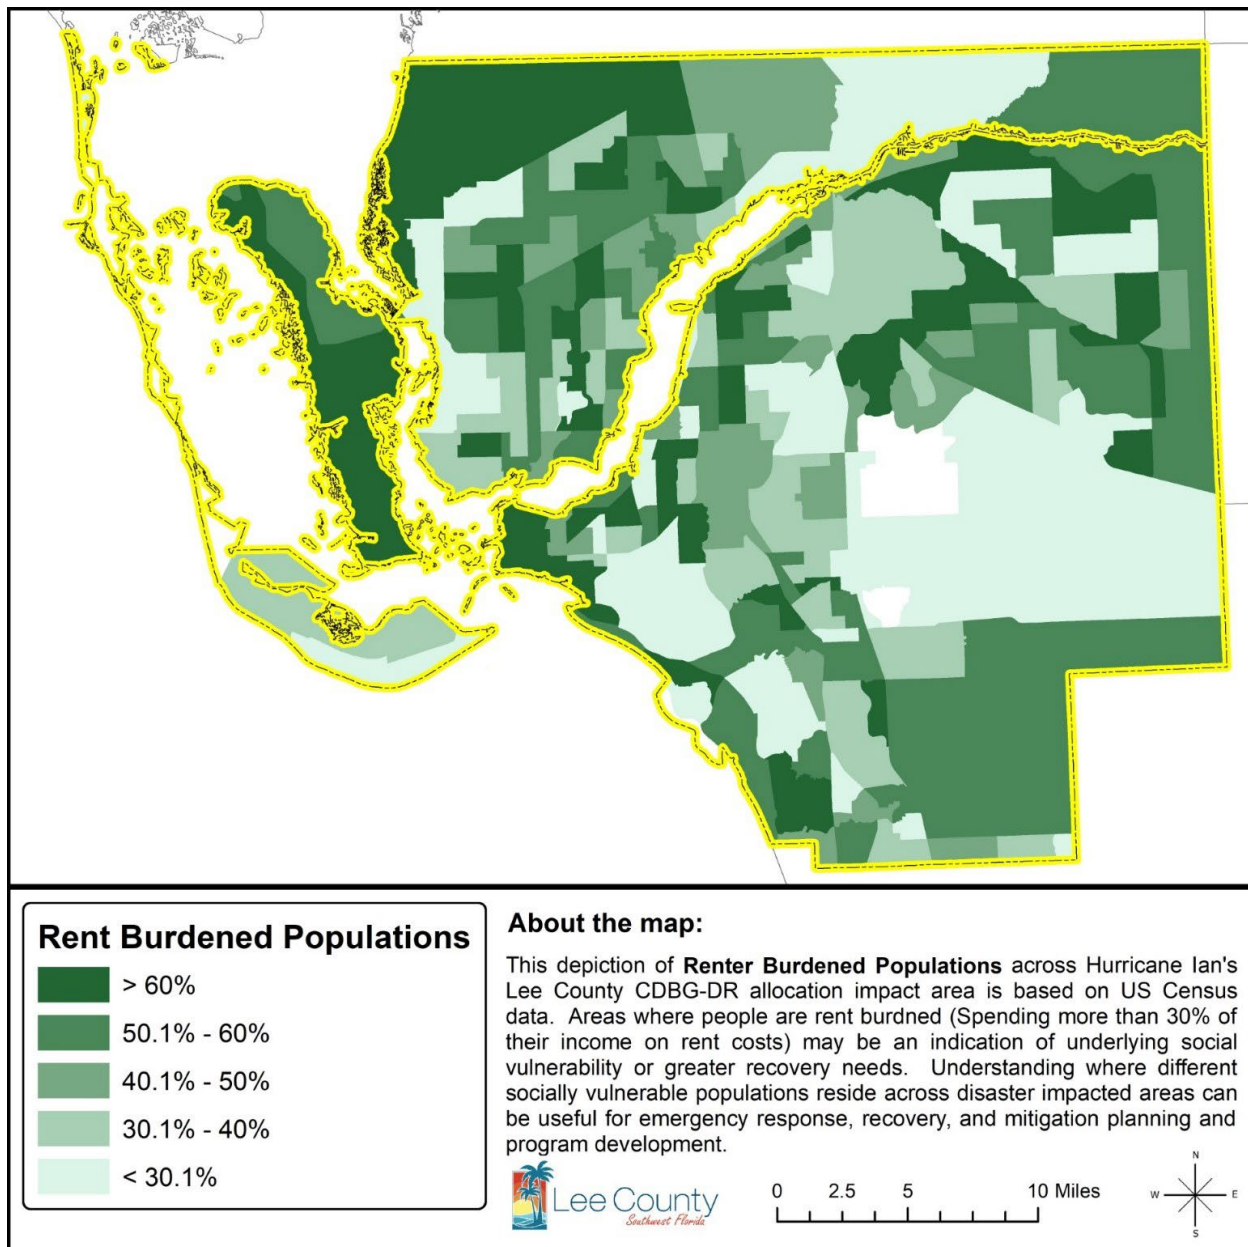 Rent Burdened Populations
> 60%
50.1% - 60%
40.1% - 50%
30.1% - 40%
< 30.1%
About the map:
This depiction of Renter Burdened Populations across Hurricane Ian's
Lee County CDBG-DR allocation impact area is based on US Census
data. Areas where people are rent burdned (Spending more than 30% of
their income on rent costs) may be an indication of underlying social
vulnerability or greater recovery needs. Understanding where different
socially vulnerable populations reside across disaster impacted areas can
be useful for emergency response, recovery, and mitigation planning and
program development.
Lee County
Southwest Florida
0 2.5 5 10 Miles
N
W E
S